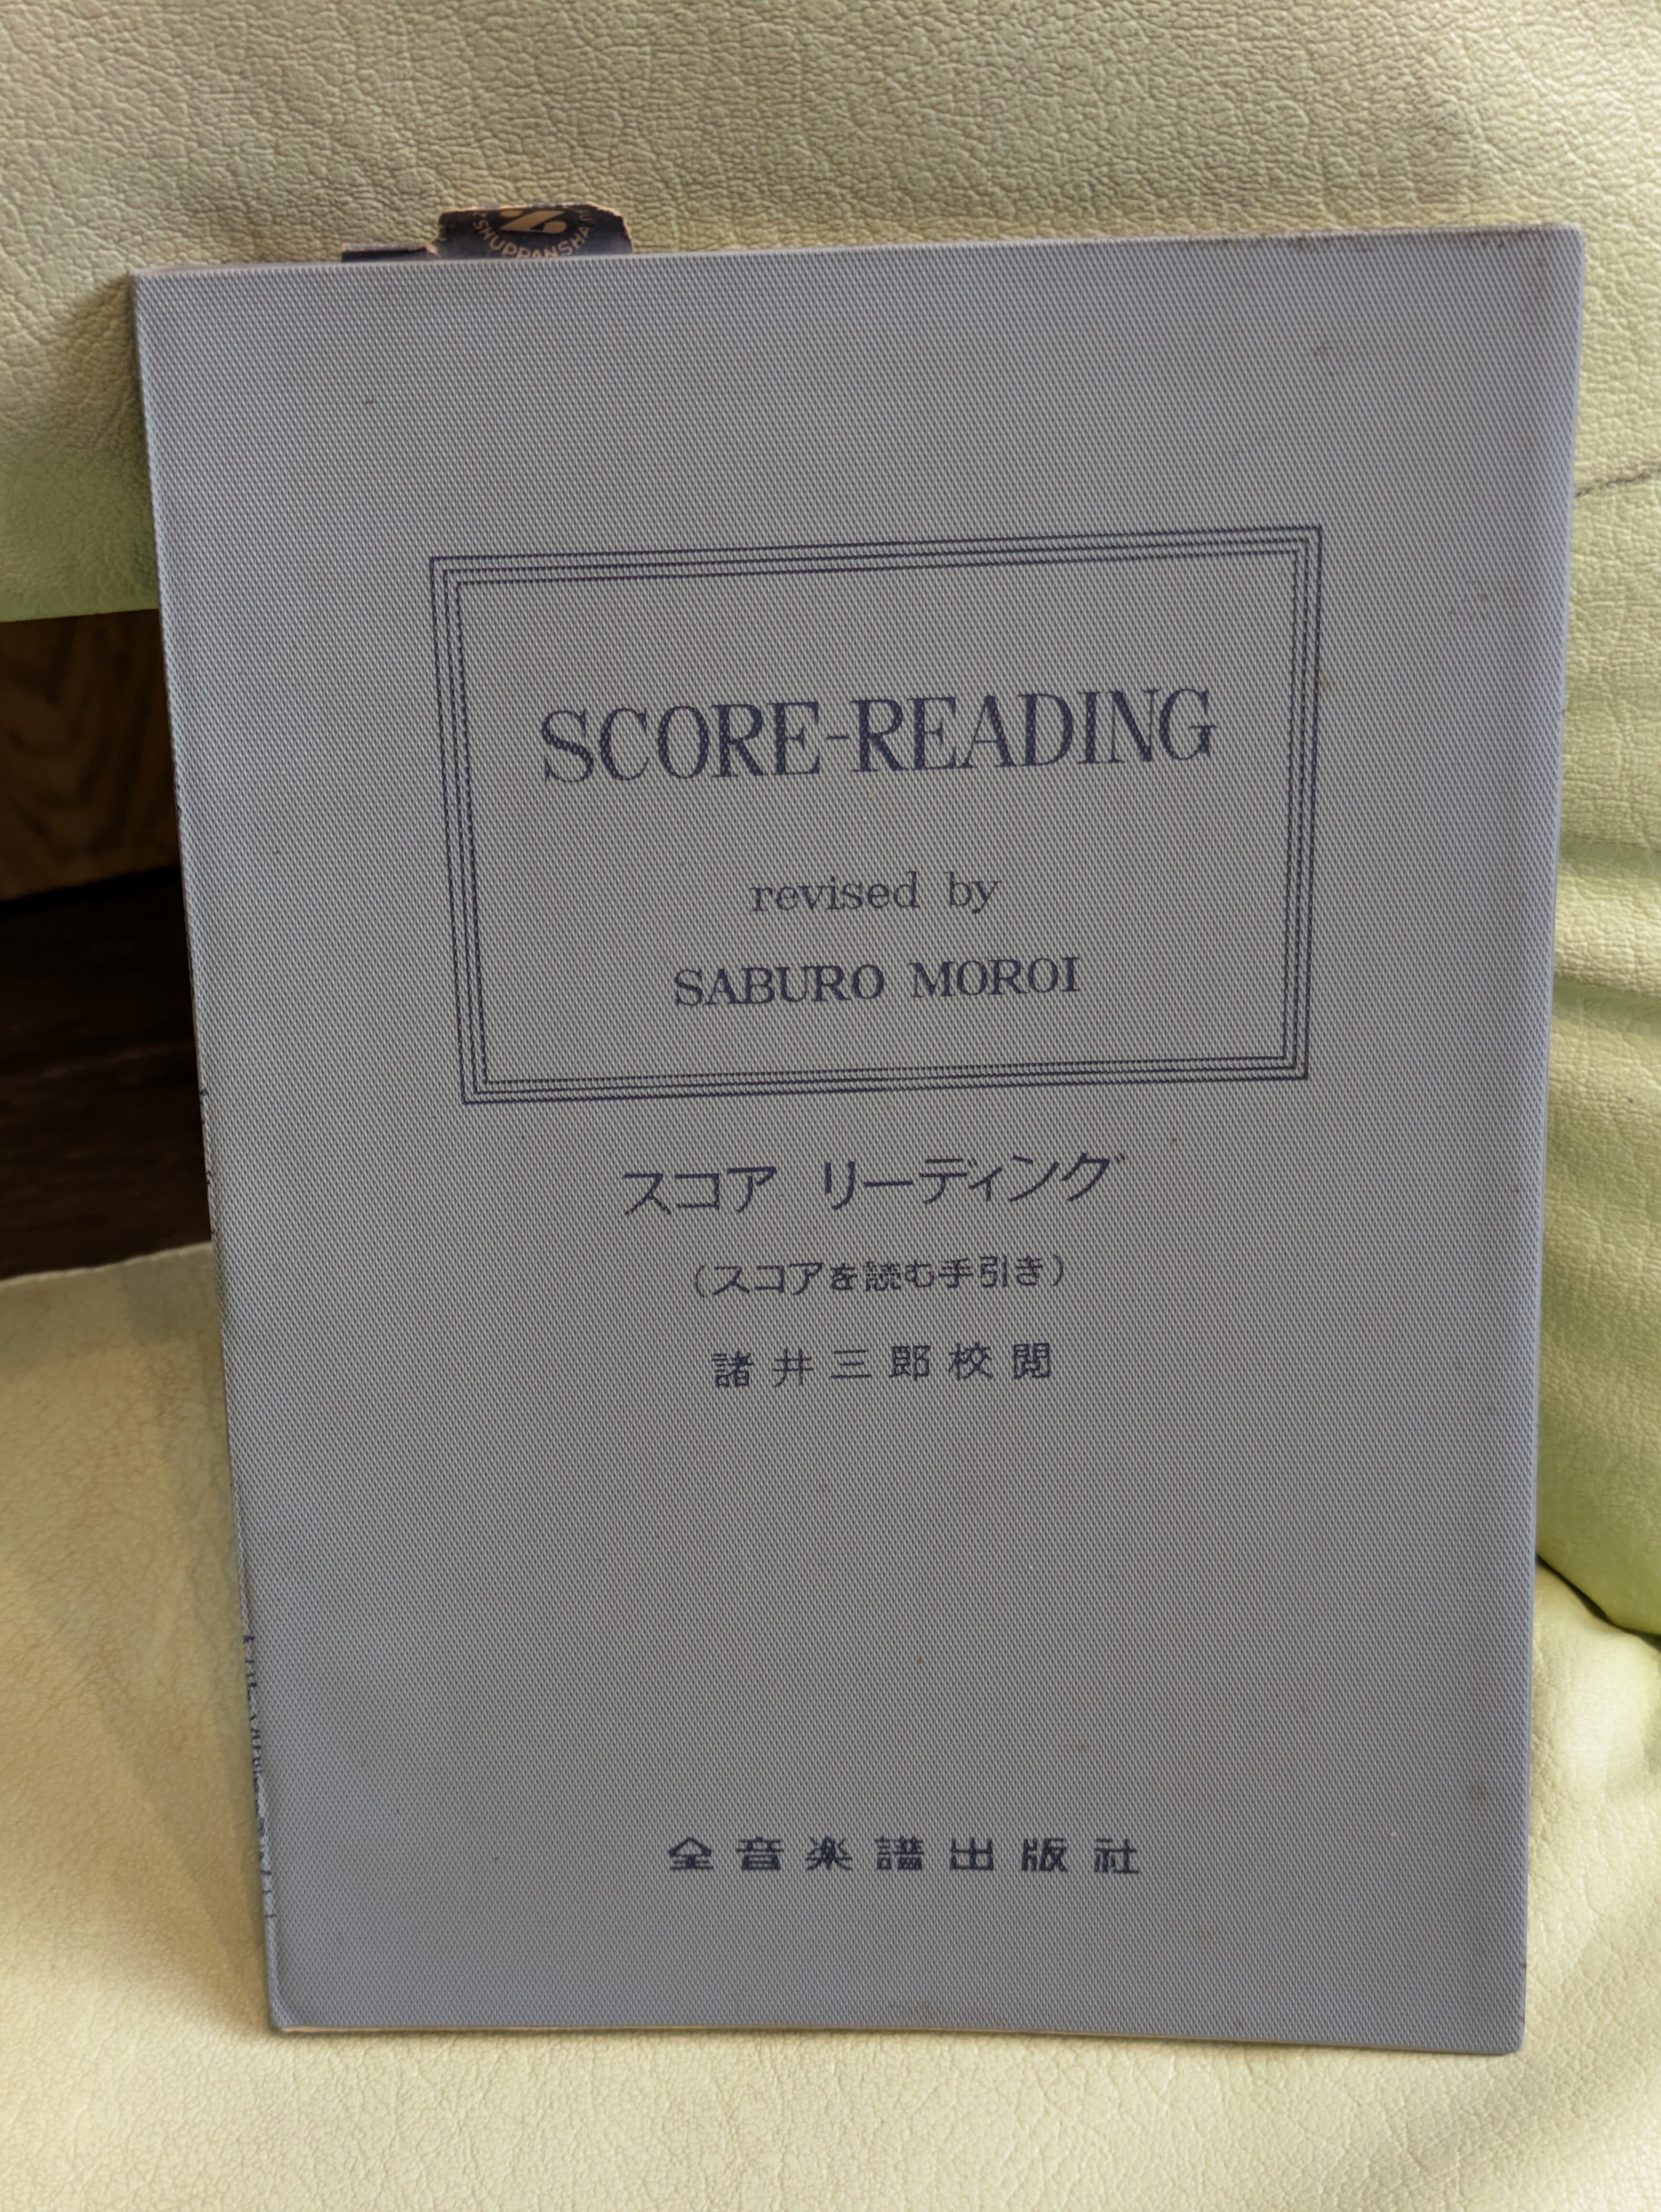 SHUPPANSHA
SCORE-READING
revised by
SABURO MOROI
スコア リーディング
(スコアを読む手引き)
諸井三郎校閲
全音楽譜出版社